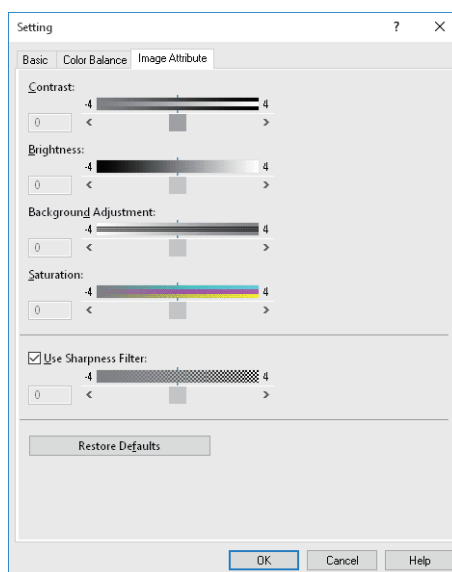 Setting ? ×
Basic Color Balance Image Attribute
Contrast:
-4 4
0 < >
Brightness:
-4 4
0 < >
Background Adjustment:
-4 4
0 < >
Saturation:
-4 4
0 < >
Use Sharpness Filter:
-4 4
0 < >
Restore Defaults
OK Cancel Help